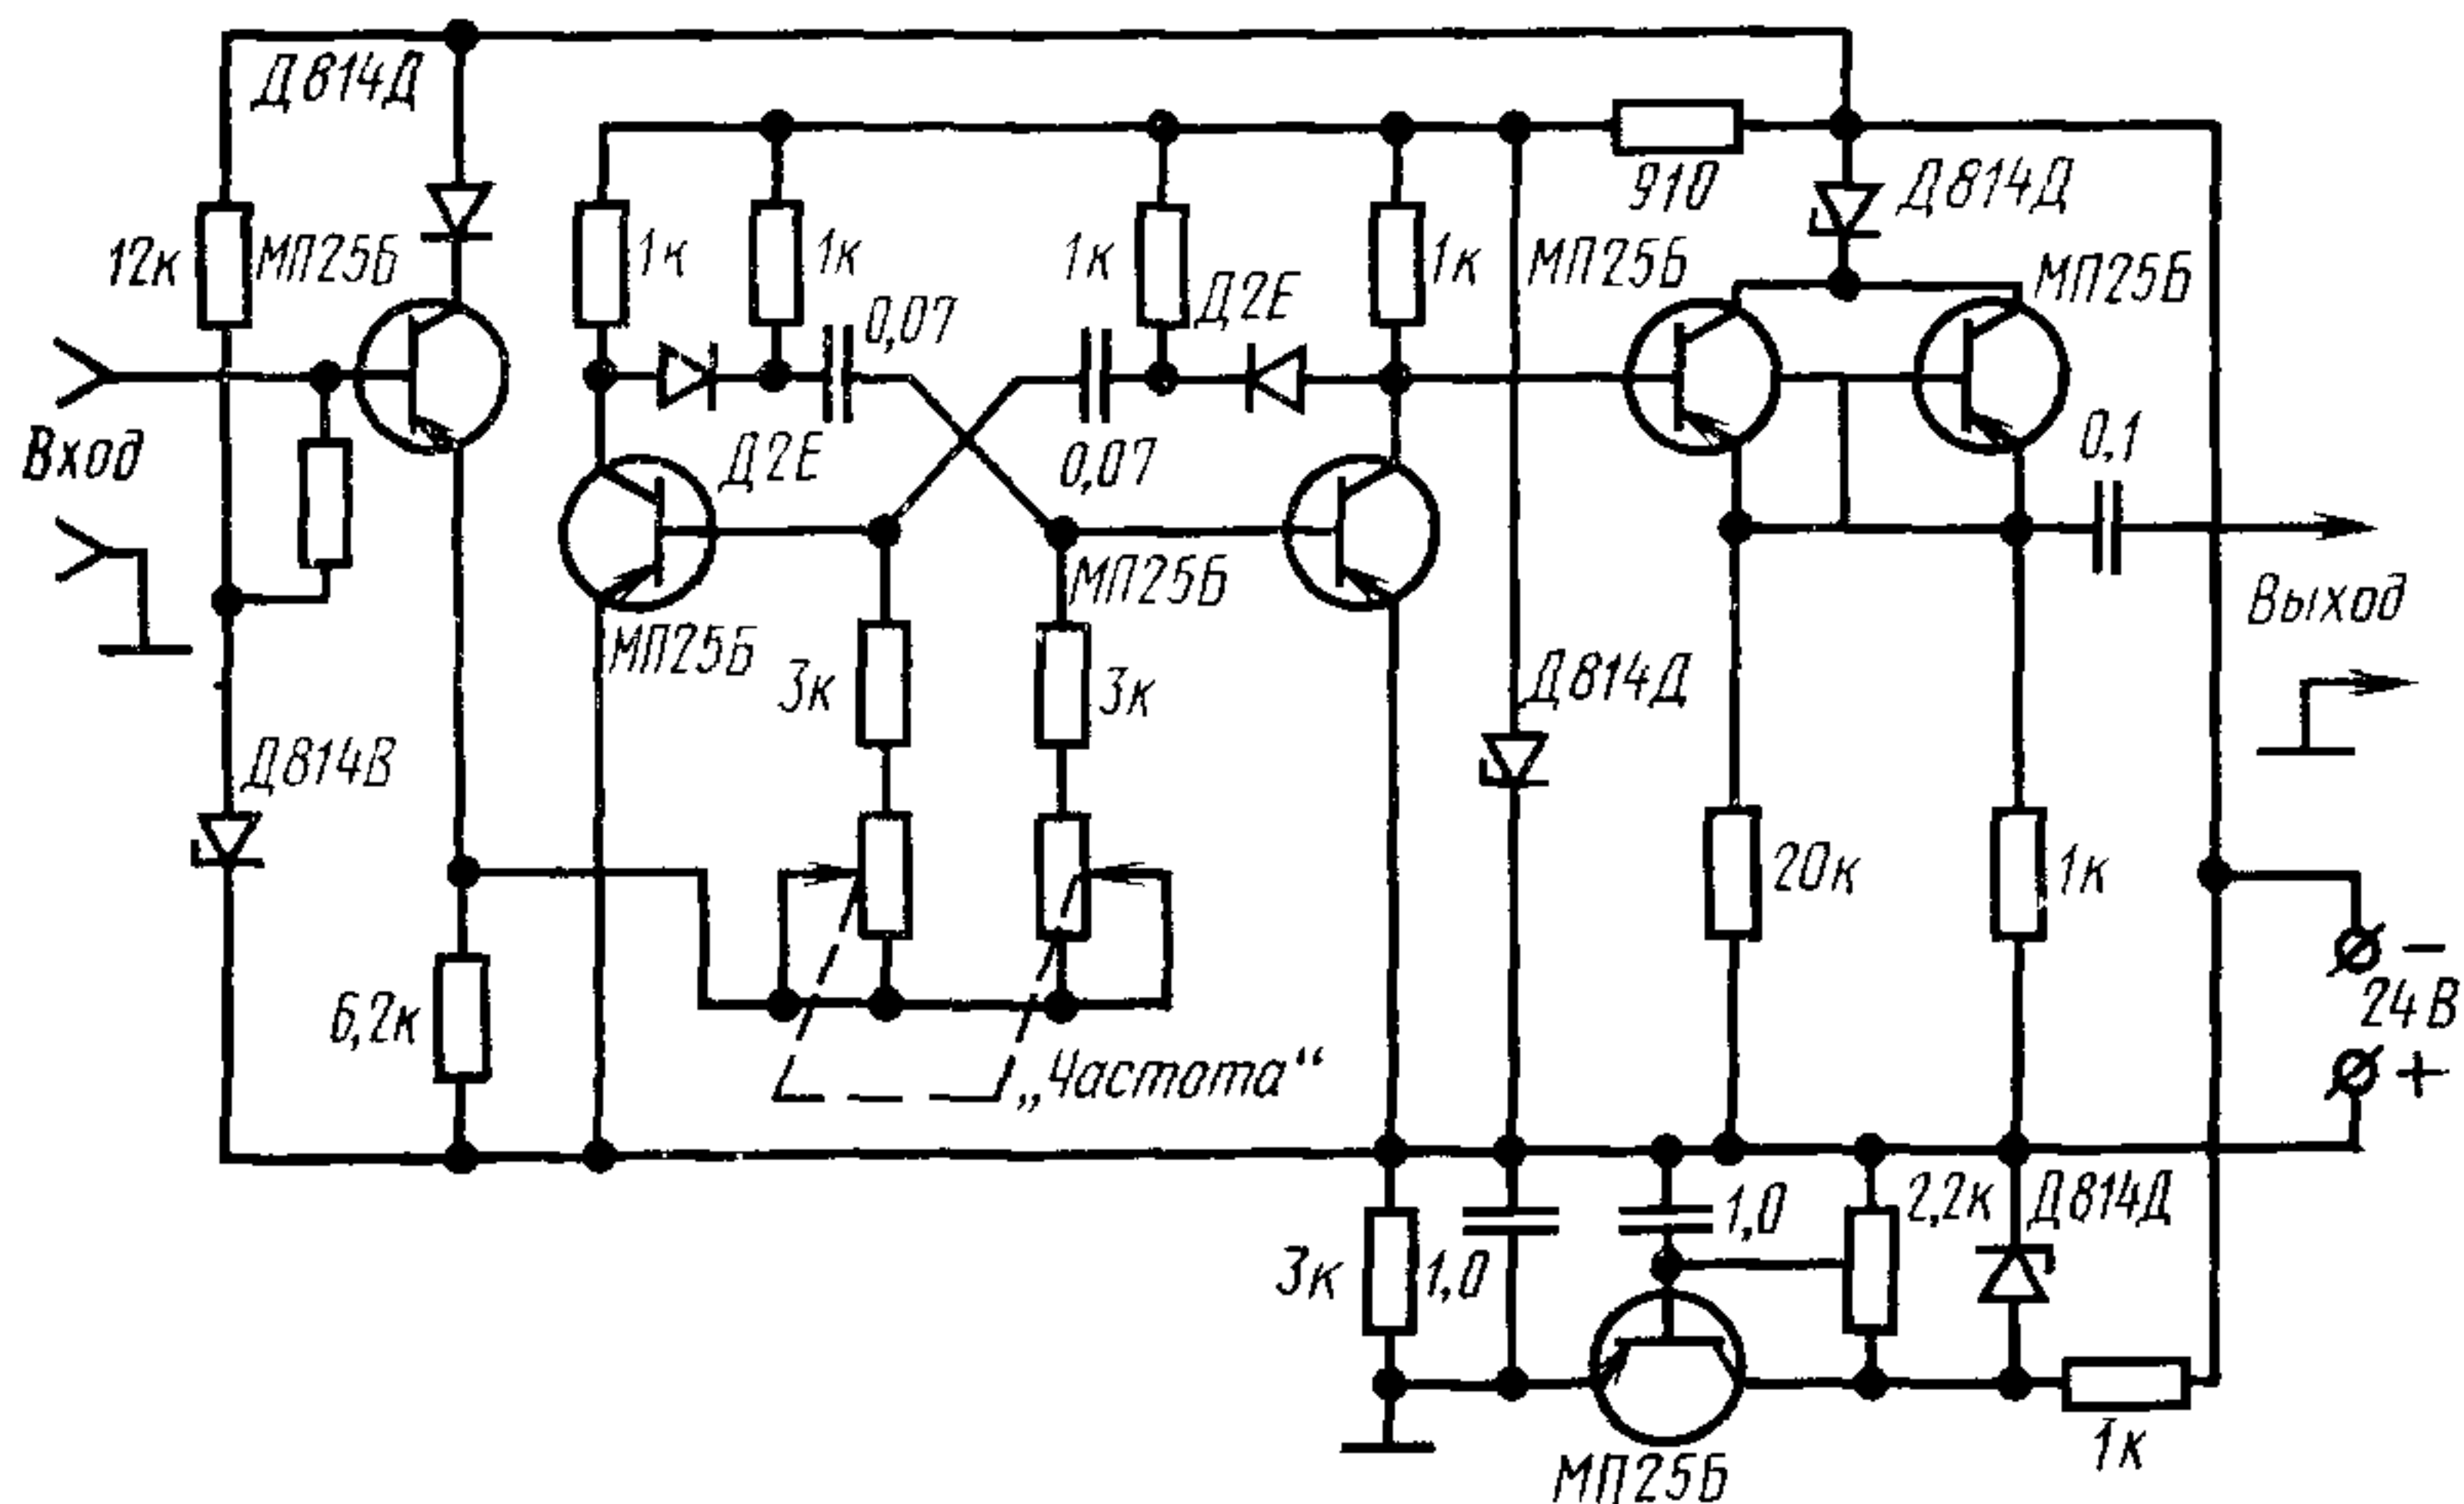 Д814Д
12к
МП25Б
1к
1к
0,07
1к
Д2Е
1к
910
Д814Д
МП25Б
МП25Б
Вход
Д2Е
0,07
0,1
МП25Б
МП25Б
Выход
3к
3к
Д814Д
Д814В
20к
1к
6,2к
„Частота“
−
24В
+
3к
1,0
1,0
2,2к
Д814Д
МП25Б
1к